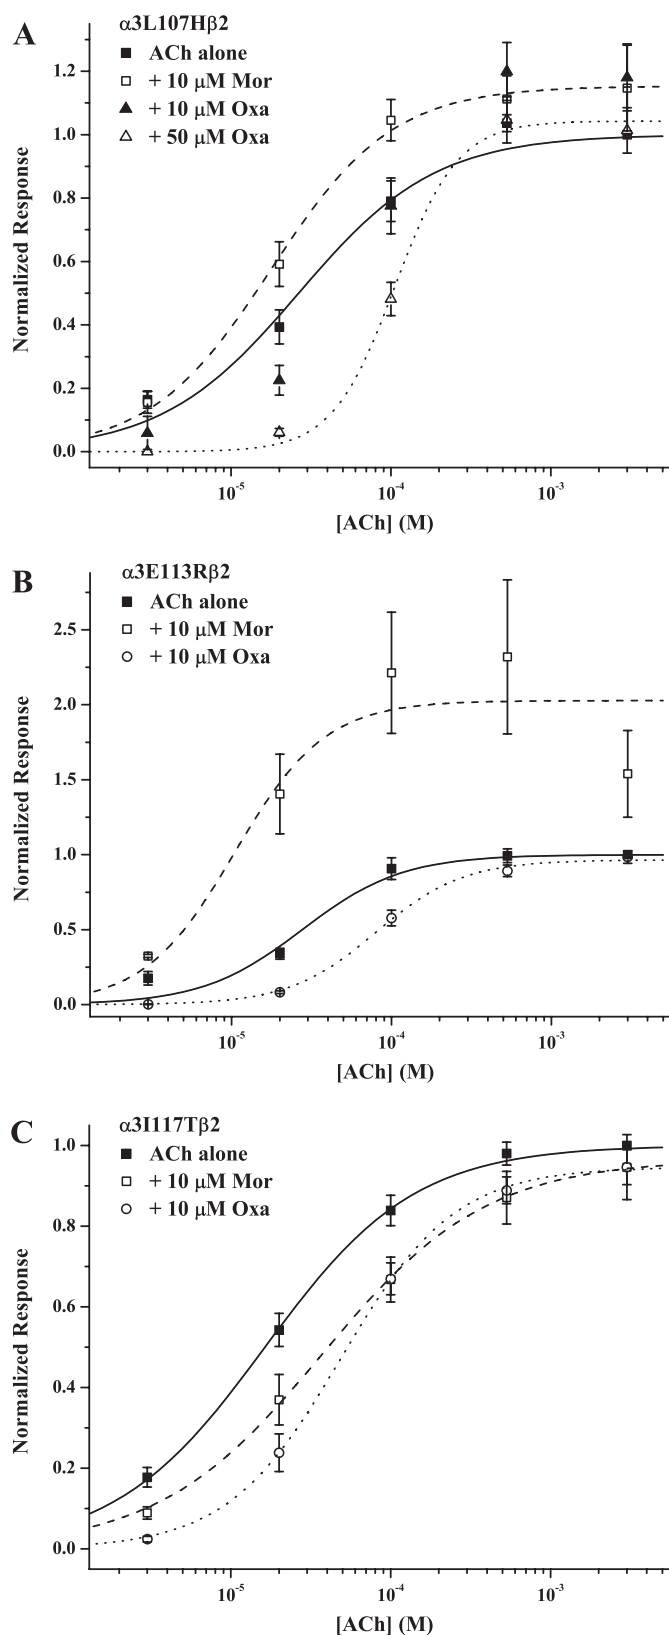 A
α3L107Hβ2
ACh alone
+ 10 μM Mor
+ 10 μM Oxa
+ 50 μM Oxa
1.2
1.0
0.8
0.6
0.4
0.2
0.0
Normalized Response
10⁻⁵
10⁻⁴
10⁻³
[ACh] (M)
B
α3E113Rβ2
ACh alone
+ 10 μM Mor
+ 10 μM Oxa
2.5
2.0
1.5
1.0
0.5
0.0
Normalized Response
10⁻⁵
10⁻⁴
10⁻³
[ACh] (M)
C
α3I117Tβ2
ACh alone
+ 10 μM Mor
+ 10 μM Oxa
1.0
0.8
0.6
0.4
0.2
0.0
Normalized Response
10⁻⁵
10⁻⁴
10⁻³
[ACh] (M)